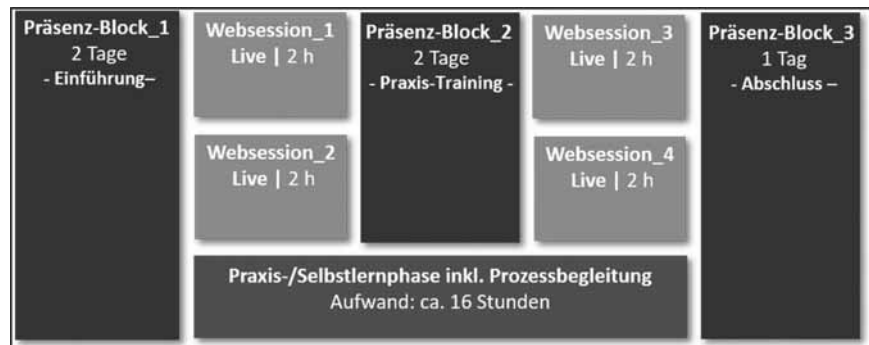 Präsenz-Block_1
2 Tage
- Einführung–
Websession_1
Live | 2 h
Websession_2
Live | 2 h
Präsenz-Block_2
2 Tage
- Praxis-Training -
Websession_3
Live | 2 h
Websession_4
Live | 2 h
Präsenz-Block_3
1 Tag
- Abschluss –
Praxis-/Selbstlernphase inkl. Prozessbegleitung
Aufwand: ca. 16 Stunden